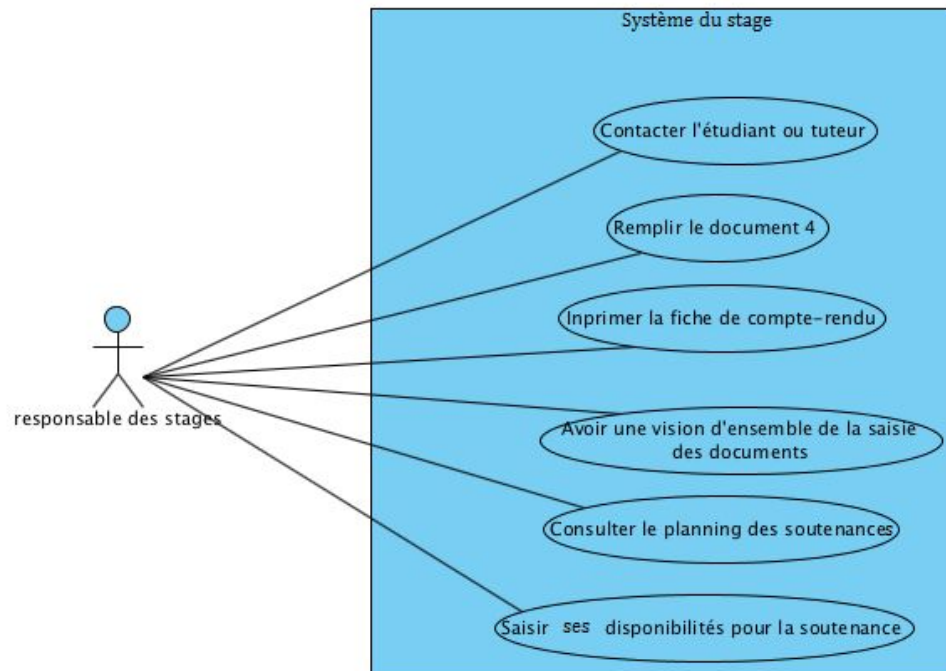 Système du stage
Contacter l'étudiant ou tuteur
Remplir le document 4
Inprimer la fiche de compte-rendu
responsable des stages
Avoir une vision d'ensemble de la saisie
des documents
Consulter le planning des soutenances
Saisir ses disponibilités pour la soutenance